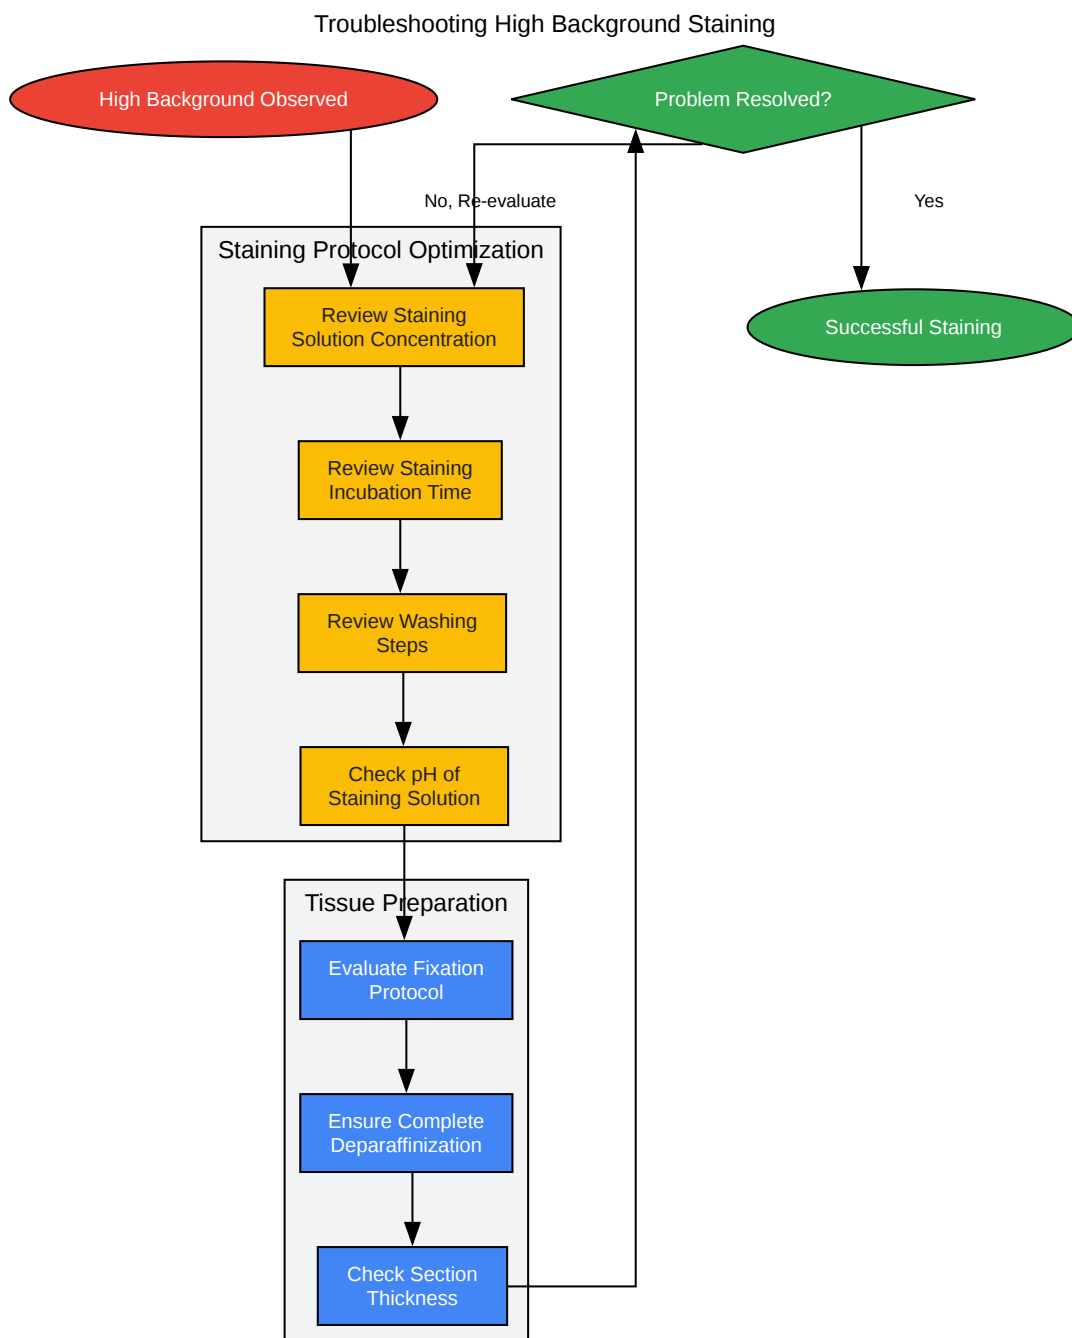 Troubleshooting High Background Staining
High Background Observed
Problem Resolved?
No, Re-evaluate
Yes
Staining Protocol Optimization
Review Staining
Solution Concentration
Successful Staining
Review Staining
Incubation Time
Review Washing
Steps
Check pH of
Staining Solution
Tissue Preparation
Evaluate Fixation
Protocol
Ensure Complete
Deparaffinization
Check Section
Thickness